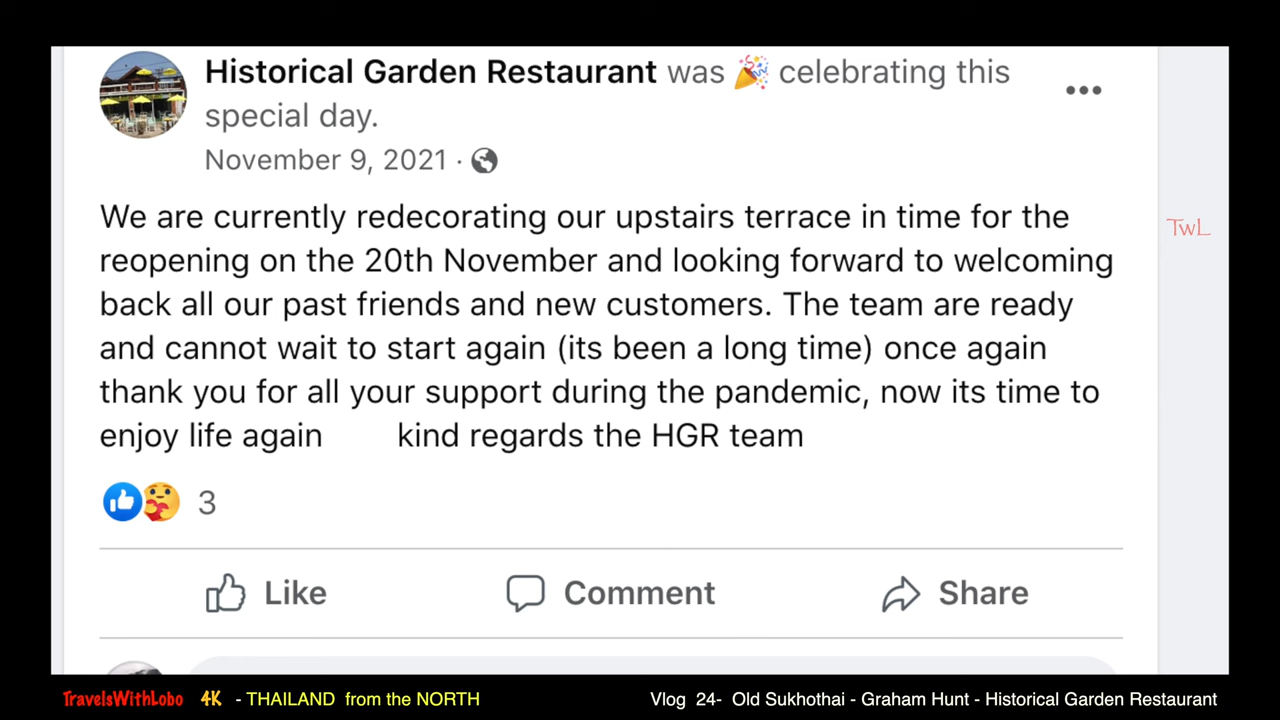 Historical Garden Restaurant was 🎉 celebrating this
special day.
November 9, 2021 ·
TwL
We are currently redecorating our upstairs terrace in time for the
reopening on the 20th November and looking forward to welcoming
back all our past friends and new customers. The team are ready
and cannot wait to start again (its been a long time) once again
thank you for all your support during the pandemic, now its time to
enjoy life again kind regards the HGR team
3
Like Comment Share
TravelsWithLobo 4K - THAILAND from the NORTH Vlog 24- Old Sukhothai - Graham Hunt - Historical Garden Restaurant